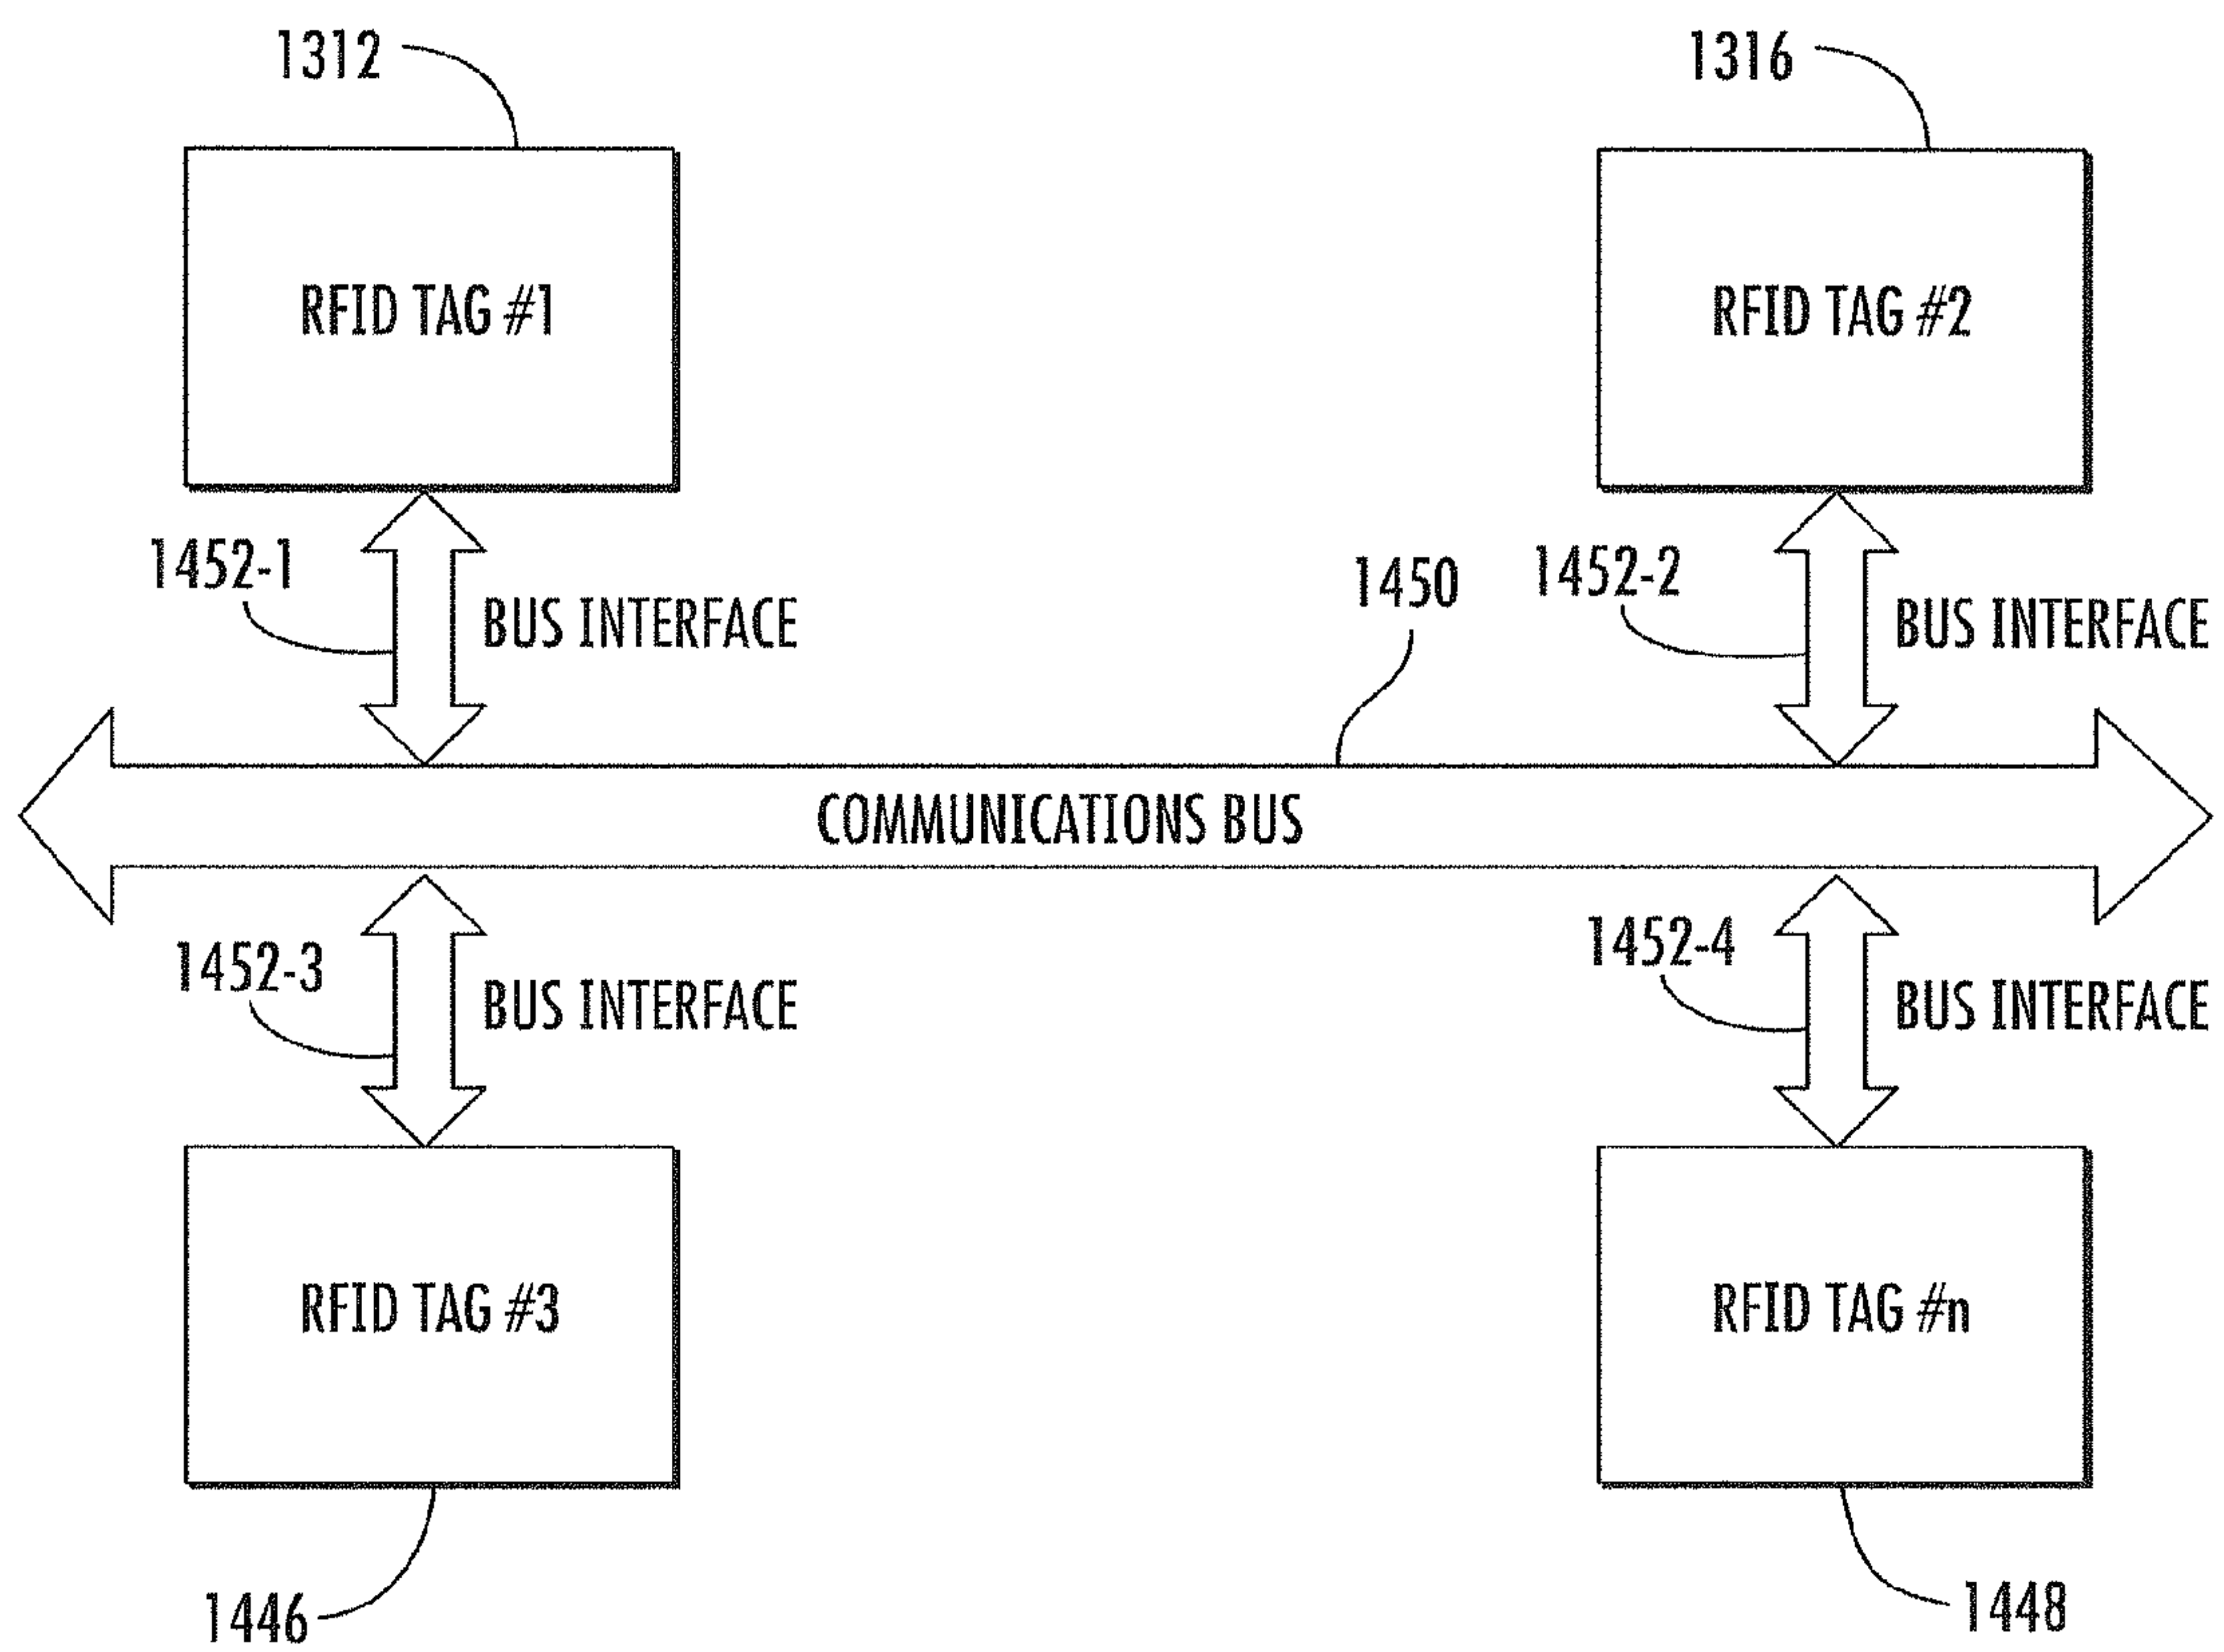 1312
1316
RFID TAG #1
RFID TAG #2
1452-1
BUS INTERFACE
1450
1452-2
BUS INTERFACE
COMMUNICATIONS BUS
1452-3
BUS INTERFACE
1452-4
BUS INTERFACE
RFID TAG #3
RFID TAG #n
1446
1448